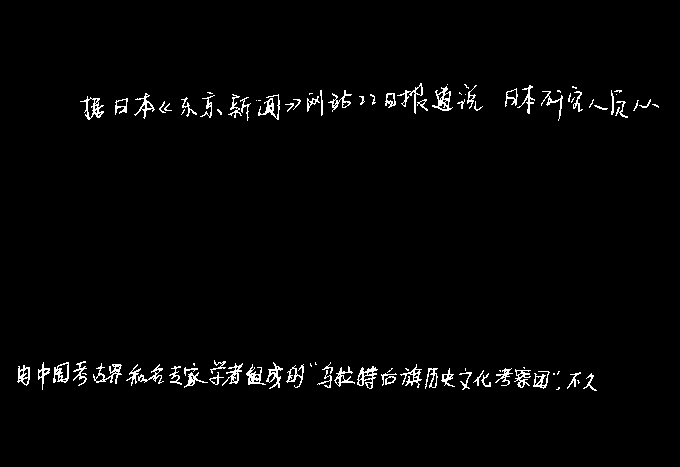 据日本《东京新闻》网站22日报道说 日本研究人员从
由中国考古界知名专家学者组成的“乌拉特后旗历史文化考察团”,不久